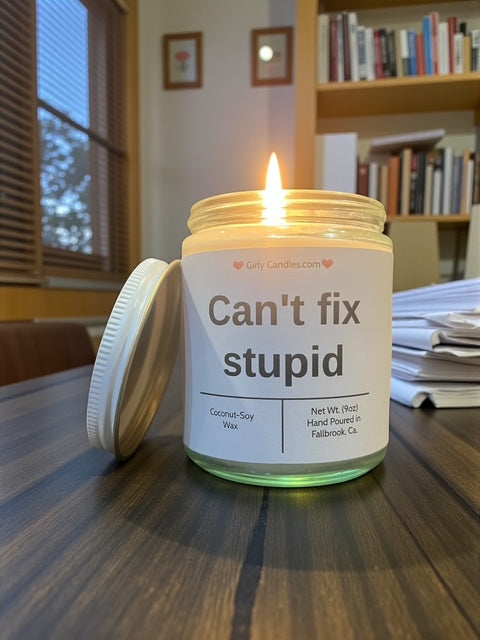 Girly Candles.com
Can't fix
stupid
Coconut-Soy
Wax
Net Wt. (9oz)
Hand Poured in
Fallbrook, Ca.